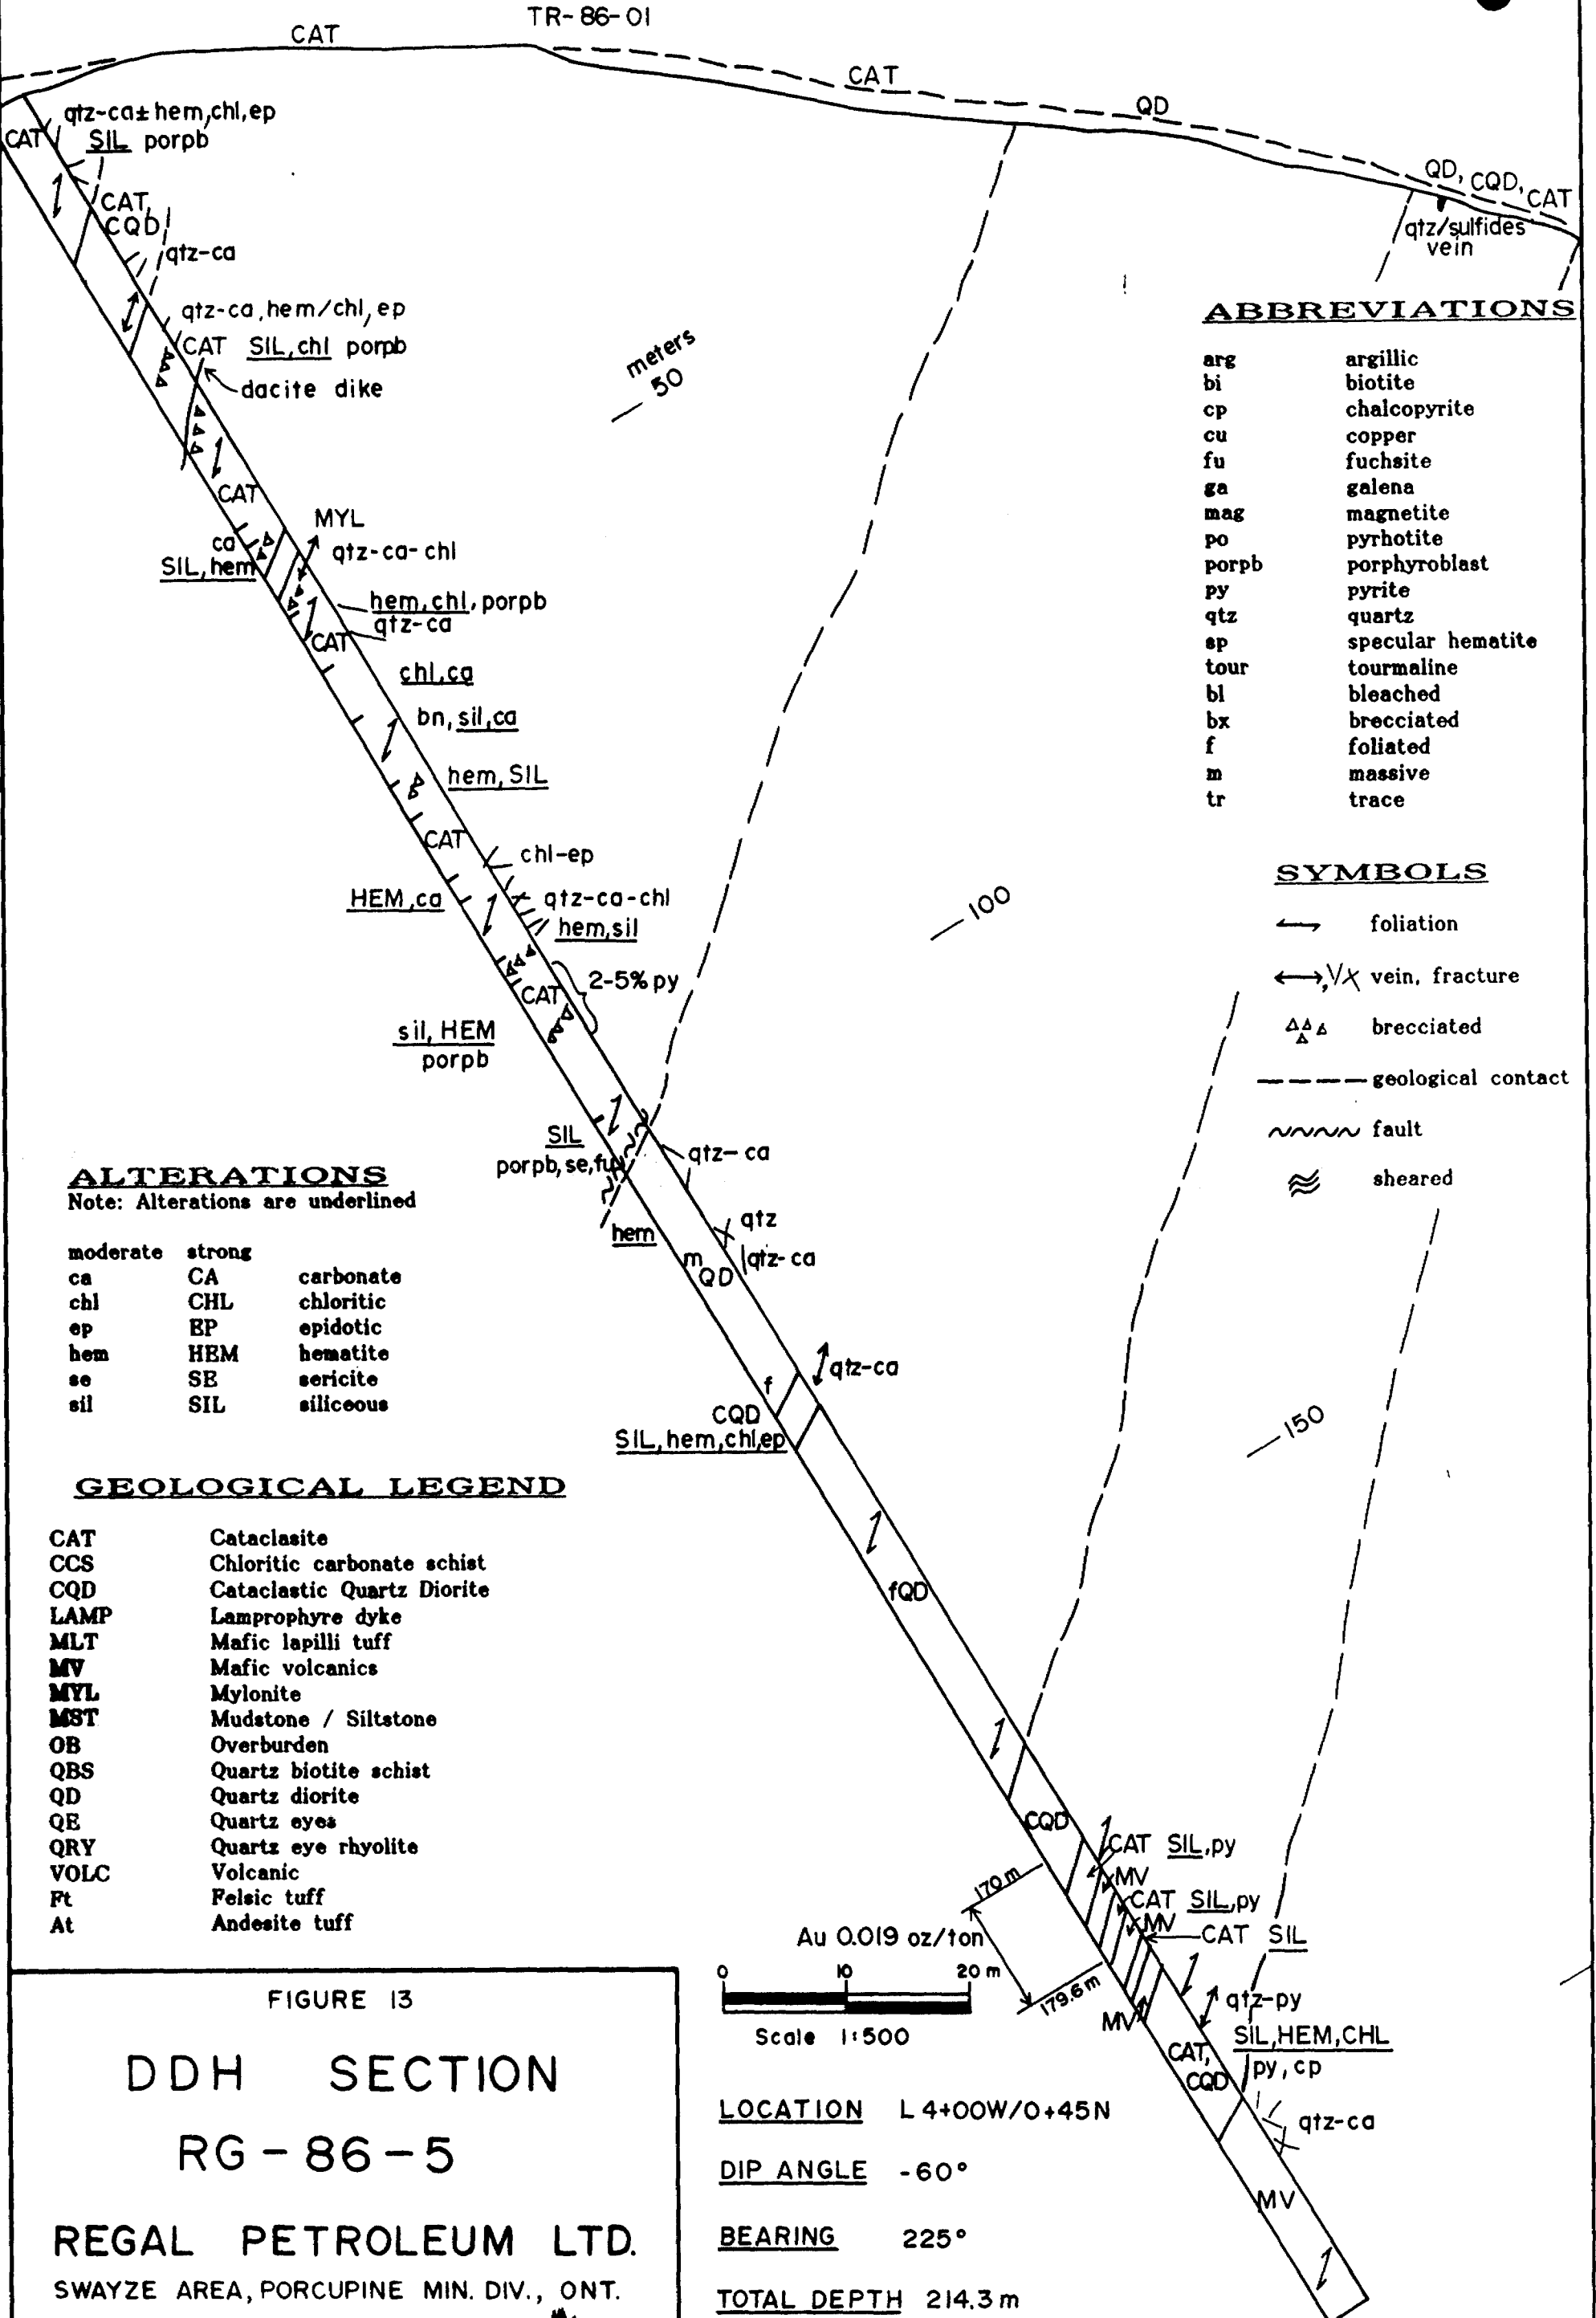 TR-86-01
CAT
CAT
QD
QD, CQD, CAT
qtz/sulfides
vein
qtz-ca± hem,chl,ep
CAT
SIL porpb
CAT,
CQD
qtz-ca
qtz-ca,hem/chl,ep
CAT SIL,chl porpb
dacite dike
meters
50
CAT
MYL
ca
qtz-ca-chl
SIL,hem
hem,chl,porpb
qtz-ca
CAT
chl,ca
bn,sil,ca
hem,SIL
CAT
chl-ep
HEM,ca
qtz-ca-chl
hem,sil
100
2-5% py
CAT
sil,HEM
porpb
SIL
porpb,se,fu
qtz-ca
hem
qtz
m
QD
qtz-ca
qtz-ca
f
CQD
SIL,hem,chl,ep
150
fQD
CQD
CAT SIL,py
MV
CAT SIL,py
MV
CAT SIL
170 m
Au 0.019 oz/ton
179.6 m
MV
qtz-py
SIL,HEM,CHL
py, cp
CAT,
CQD
qtz-ca
MV
ABBREVIATIONS
arg argillic
bi biotite
cp chalcopyrite
cu copper
fu fuchsite
ga galena
mag magnetite
po pyrhotite
porpb porphyroblast
py pyrite
qtz quartz
sp specular hematite
tour tourmaline
bl bleached
bx brecciated
f foliated
m massive
tr trace
SYMBOLS
foliation
vein, fracture
brecciated
geological contact
fault
sheared
ALTERATIONS
Note: Alterations are underlined
moderate strong
ca CA carbonate
chl CHL chloritic
ep EP epidotic
hem HEM hematite
se SE sericite
sil SIL siliceous
GEOLOGICAL LEGEND
CAT Cataclasite
CCS Chloritic carbonate schist
CQD Cataclastic Quartz Diorite
LAMP Lamprophyre dyke
MLT Mafic lapilli tuff
MV Mafic volcanics
MYL Mylonite
MST Mudstone / Siltstone
OB Overburden
QBS Quartz biotite schist
QD Quartz diorite
QE Quartz eyes
QRY Quartz eye rhyolite
VOLC Volcanic
Ft Felsic tuff
At Andesite tuff
0 10 20 m
Scale 1:500
FIGURE 13
DDH SECTION
RG-86-5
REGAL PETROLEUM LTD.
SWAYZE AREA, PORCUPINE MIN. DIV., ONT.
LOCATION L 4+00W/0+45N
DIP ANGLE -60°
BEARING 225°
TOTAL DEPTH 214.3 m